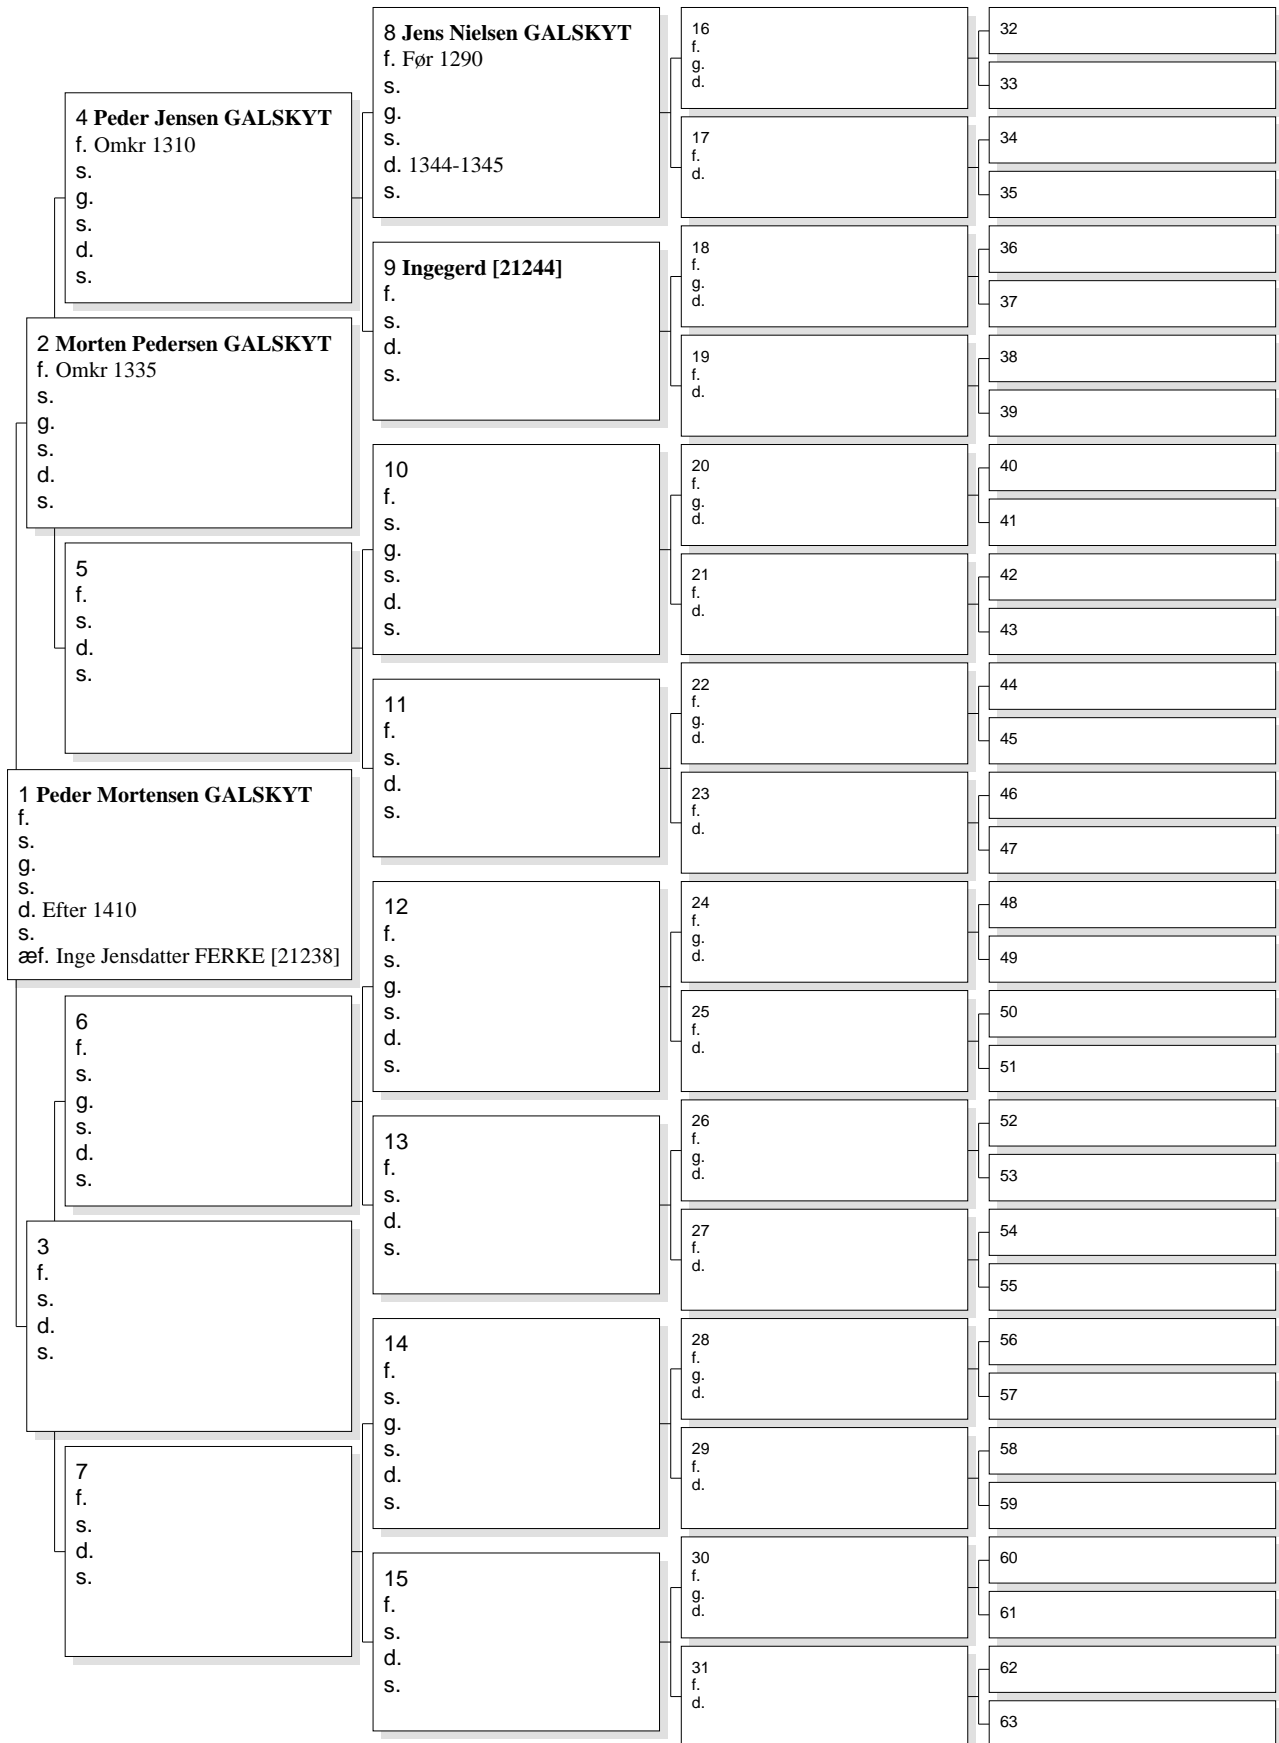 8 Jens Nielsen GALSKYT
f. Før 1290
s.
g.
s.
d. 1344-1345
s.
4 Peder Jensen GALSKYT
f. Omkr 1310
s.
g.
s.
d.
s.
9 Ingegerd [21244]
f.
s.
d.
s.
2 Morten Pedersen GALSKYT
f. Omkr 1335
s.
g.
s.
d.
s.
10
f.
s.
g.
s.
d.
s.
5
f.
s.
d.
s.
11
f.
s.
d.
s.
1 Peder Mortensen GALSKYT
f.
s.
g.
s.
d. Efter 1410
s.
æf. Inge Jensdatter FERKE [21238]
12
f.
s.
g.
s.
d.
s.
6
f.
s.
g.
s.
d.
s.
13
f.
s.
d.
s.
3
f.
s.
d.
s.
14
f.
s.
g.
s.
d.
s.
7
f.
s.
d.
s.
15
f.
s.
d.
s.
16
f.
g.
d.
17
f.
d.
18
f.
g.
d.
19
f.
d.
20
f.
g.
d.
21
f.
d.
22
f.
g.
d.
23
f.
d.
24
f.
g.
d.
25
f.
d.
26
f.
g.
d.
27
f.
d.
28
f.
g.
d.
29
f.
d.
30
f.
g.
d.
31
f.
d.
32
33
34
35
36
37
38
39
40
41
42
43
44
45
46
47
48
49
50
51
52
53
54
55
56
57
58
59
60
61
62
63